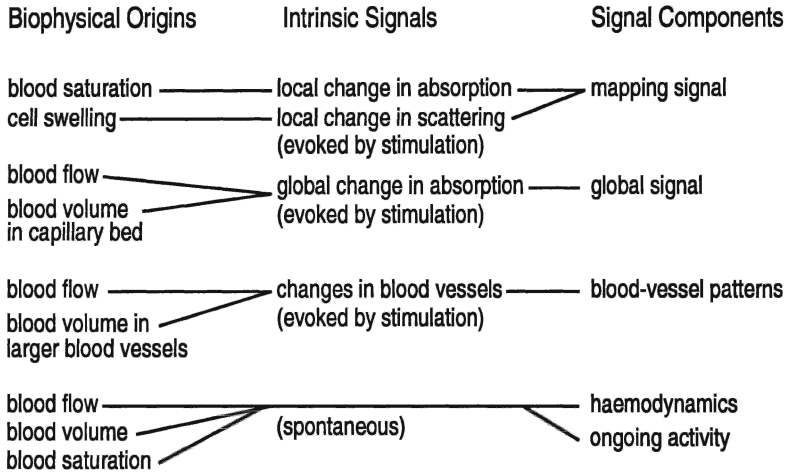 Biophysical Origins Intrinsic Signals Signal Components
blood saturation local change in absorption mapping signal
cell swelling local change in scattering
(evoked by stimulation)
blood flow
global change in absorption global signal
blood volume (evoked by stimulation)
in capillary bed
blood flow changes in blood vessels blood-vessel patterns
blood volume in (evoked by stimulation)
larger blood vessels
blood flow haemodynamics
blood volume (spontaneous) ongoing activity
blood saturation